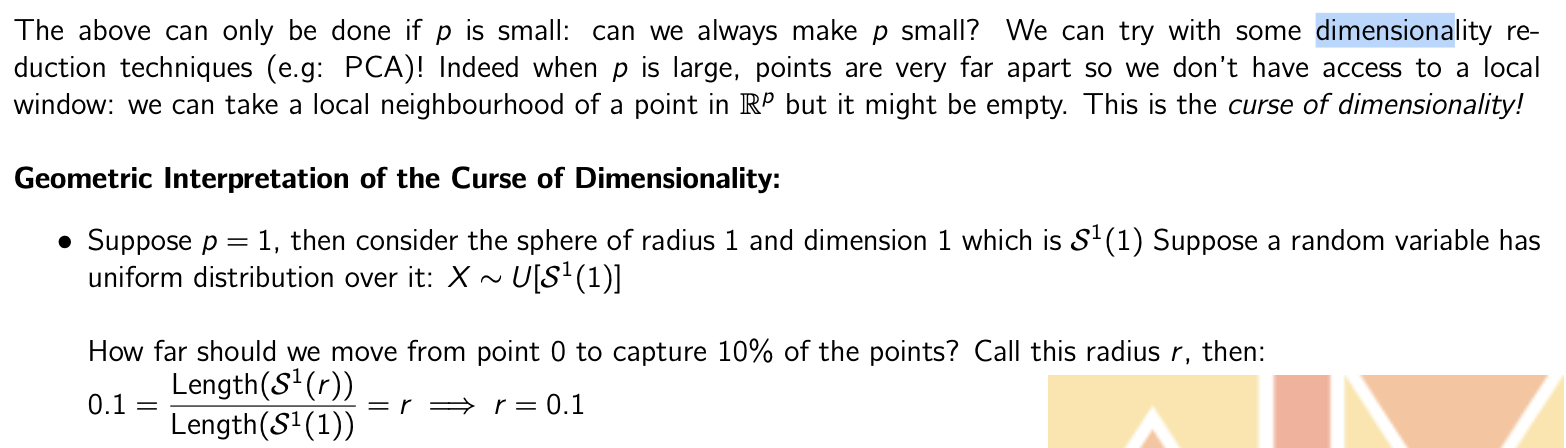 The above can only be done if p is small: can we always make p small? We can try with some dimensionality re-
duction techniques (e.g: PCA)! Indeed when p is large, points are very far apart so we don't have access to a local
window: we can take a local neighbourhood of a point in ℝᵖ but it might be empty. This is the curse of dimensionality!
Geometric Interpretation of the Curse of Dimensionality:
• Suppose p = 1, then consider the sphere of radius 1 and dimension 1 which is 𝒮¹(1) Suppose a random variable has
uniform distribution over it: X ∼ U[𝒮¹(1)]
How far should we move from point 0 to capture 10% of the points? Call this radius r, then:
0.1 = Length(𝒮¹(r)) / Length(𝒮¹(1)) = r ⟹ r = 0.1